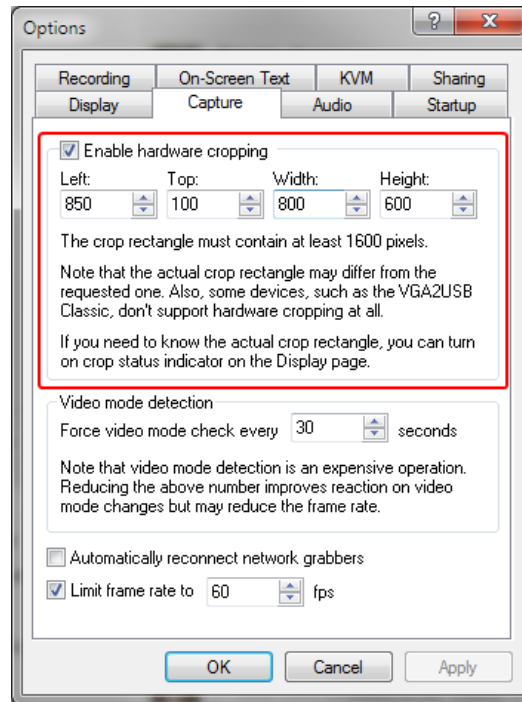 Options
Recording On-Screen Text KVM Sharing
Display Capture Audio Startup
Enable hardware cropping
Left: Top: Width: Height:
850 100 800 600
The crop rectangle must contain at least 1600 pixels.
Note that the actual crop rectangle may differ from the
requested one. Also, some devices, such as the VGA2USB
Classic, don't support hardware cropping at all.
If you need to know the actual crop rectangle, you can turn
on crop status indicator on the Display page.
Video mode detection
Force video mode check every 30 seconds
Note that video mode detection is an expensive operation.
Reducing the above number improves reaction on video
mode changes but may reduce the frame rate.
Automatically reconnect network grabbers
Limit frame rate to 60 fps
OK Cancel Apply